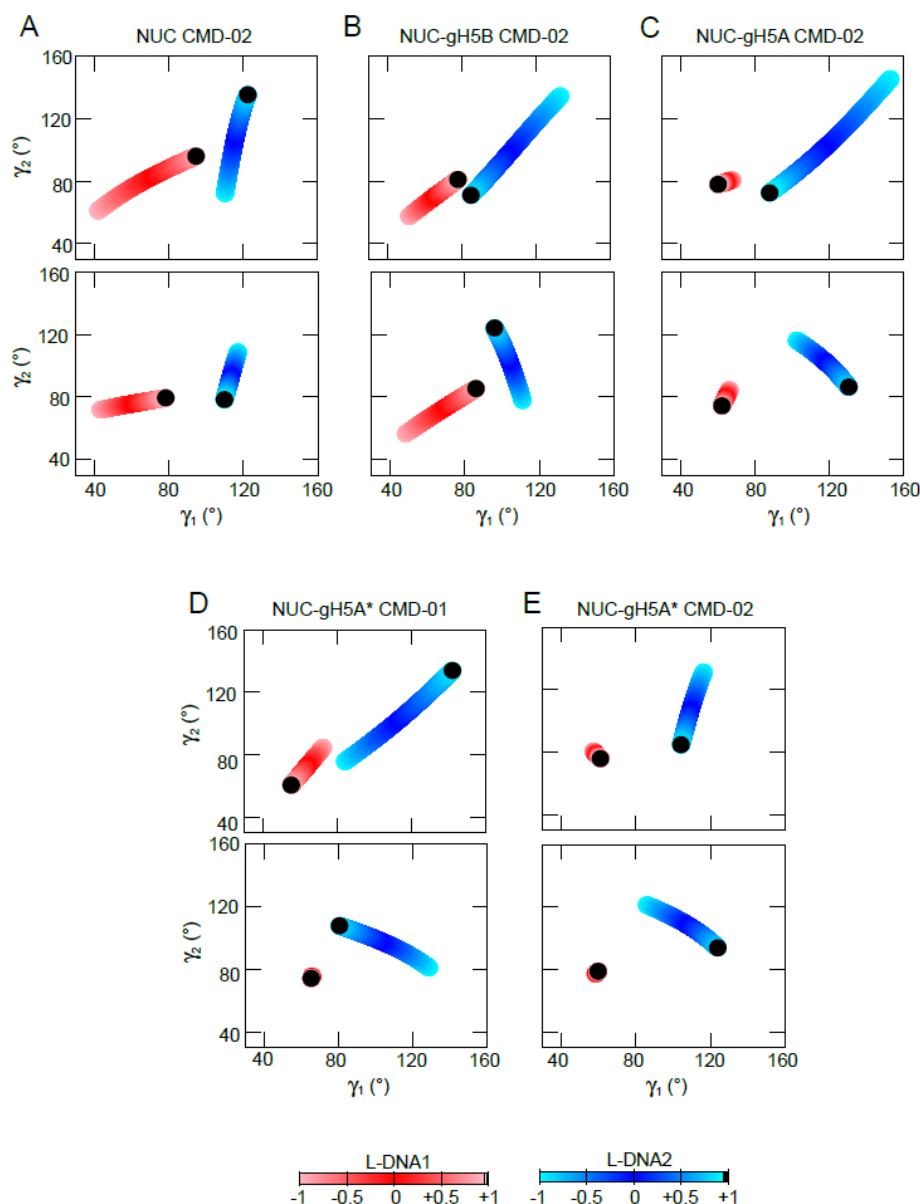 A NUC CMD-02
B NUC-gH5B CMD-02
C NUC-gH5A CMD-02
160
120
80
40
γ₂ (°)
160
120
80
40
γ₂ (°)
40 80 120 160
γ₁ (°)
40 80 120 160
γ₁ (°)
40 80 120 160
γ₁ (°)
D NUC-gH5A* CMD-01
E NUC-gH5A* CMD-02
160
120
80
40
γ₂ (°)
160
120
80
40
γ₂ (°)
40 80 120 160
γ₁ (°)
40 80 120 160
γ₁ (°)
L-DNA1
-1 -0.5 0 +0.5 +1
L-DNA2
-1 -0.5 0 +0.5 +1